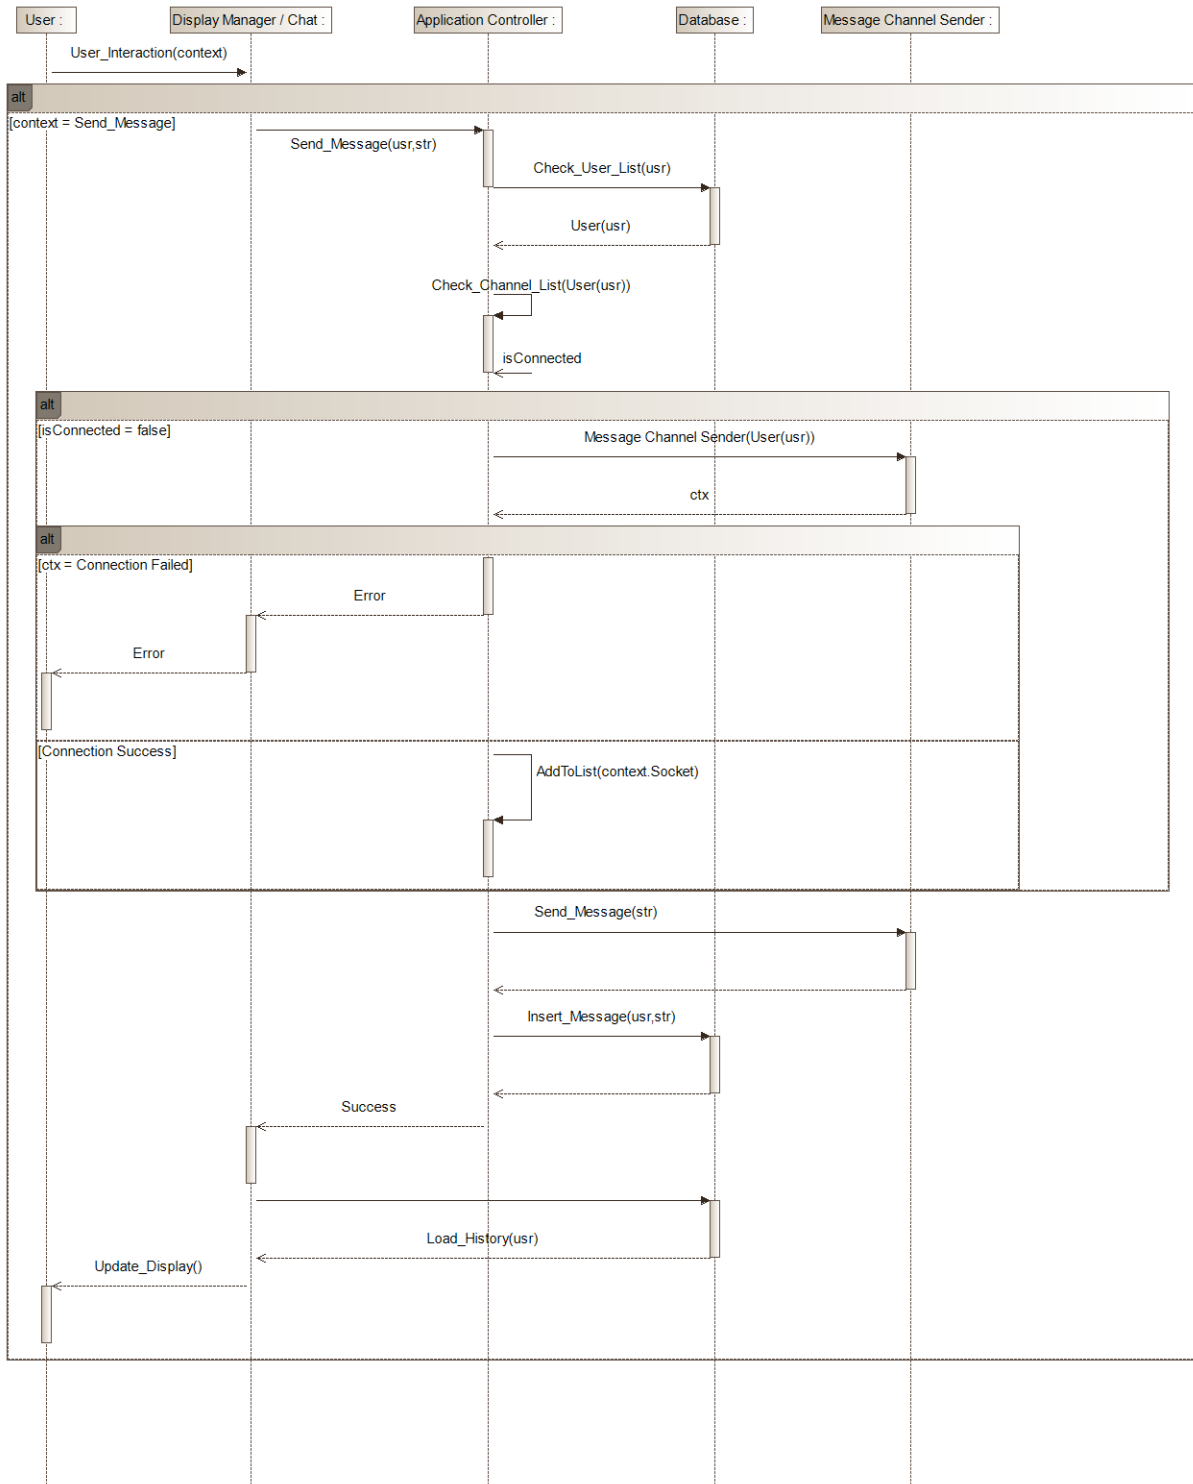 User :
Display Manager / Chat :
Application Controller :
Database :
Message Channel Sender :
User_Interaction(context)
alt
[context = Send_Message]
Send_Message(usr,str)
Check_User_List(usr)
User(usr)
Check_Channel_List(User(usr))
isConnected
alt
[isConnected = false]
Message Channel Sender(User(usr))
ctx
alt
[ctx = Connection Failed]
Error
Error
[Connection Success]
AddToList(context.Socket)
Send_Message(str)
Insert_Message(usr,str)
Success
Load_History(usr)
Update_Display()